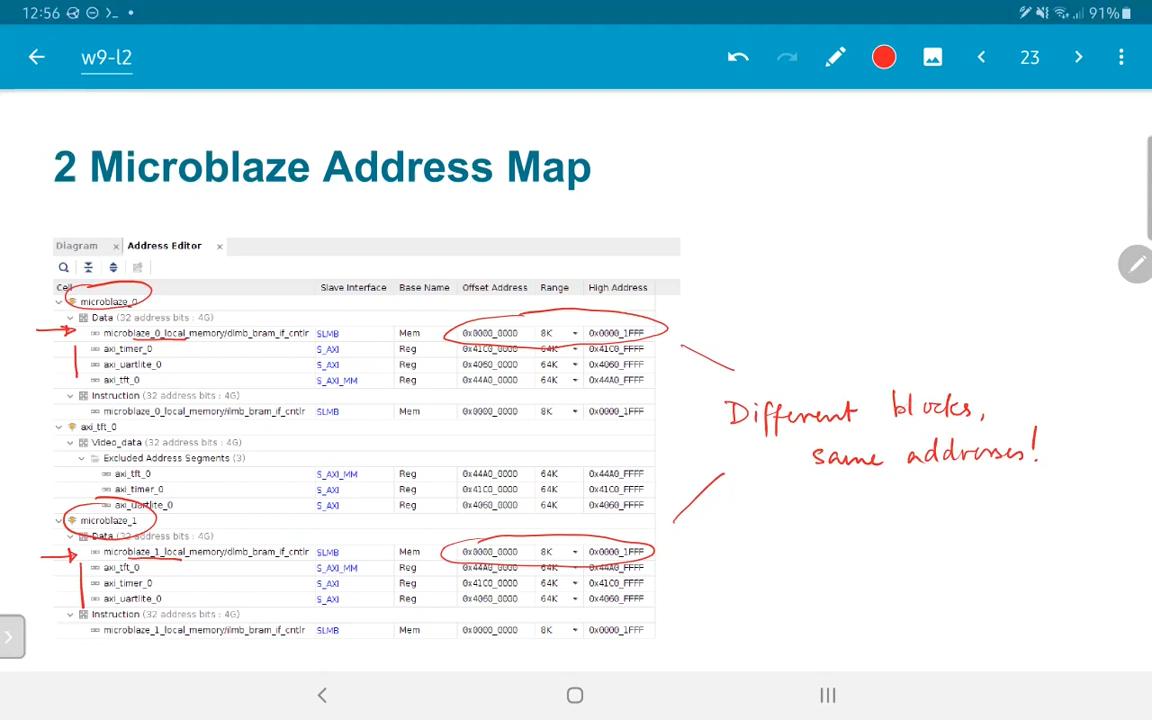 12:56 91%
w9-l2 23
2 Microblaze Address Map
Diagram × Address Editor ×
Cell Slave Interface Base Name Offset Address Range High Address
microblaze_0
Data (32 address bits : 4G)
microblaze_0_local_memory/dlmb_bram_if_cntlr SLMB Mem 0x0000_0000 8K 0x0000_1FFF
axi_timer_0 S_AXI Reg 0x41C0_0000 64K 0x41C0_FFFF
axi_uartlite_0 S_AXI Reg 0x4060_0000 64K 0x4060_FFFF
axi_tft_0 S_AXI_MM Reg 0x44A0_0000 64K 0x44A0_FFFF
Instruction (32 address bits : 4G)
microblaze_0_local_memory/ilmb_bram_if_cntlr SLMB Mem 0x0000_0000 8K 0x0000_1FFF
axi_tft_0
Video_data (32 address bits : 4G)
Excluded Address Segments (3)
axi_tft_0 S_AXI_MM Reg 0x44A0_0000 64K 0x44A0_FFFF
axi_timer_0 S_AXI Reg 0x41C0_0000 64K 0x41C0_FFFF
axi_uartlite_0 S_AXI Reg 0x4060_0000 64K 0x4060_FFFF
microblaze_1
Data (32 address bits : 4G)
microblaze_1_local_memory/dlmb_bram_if_cntlr SLMB Mem 0x0000_0000 8K 0x0000_1FFF
axi_tft_0 S_AXI_MM Reg 0x44A0_0000 64K 0x44A0_FFFF
axi_timer_0 S_AXI Reg 0x41C0_0000 64K 0x41C0_FFFF
axi_uartlite_0 S_AXI Reg 0x4060_0000 64K 0x4060_FFFF
Instruction (32 address bits : 4G)
microblaze_1_local_memory/ilmb_bram_if_cntlr SLMB Mem 0x0000_0000 8K 0x0000_1FFF
Different blocks,
same addresses!